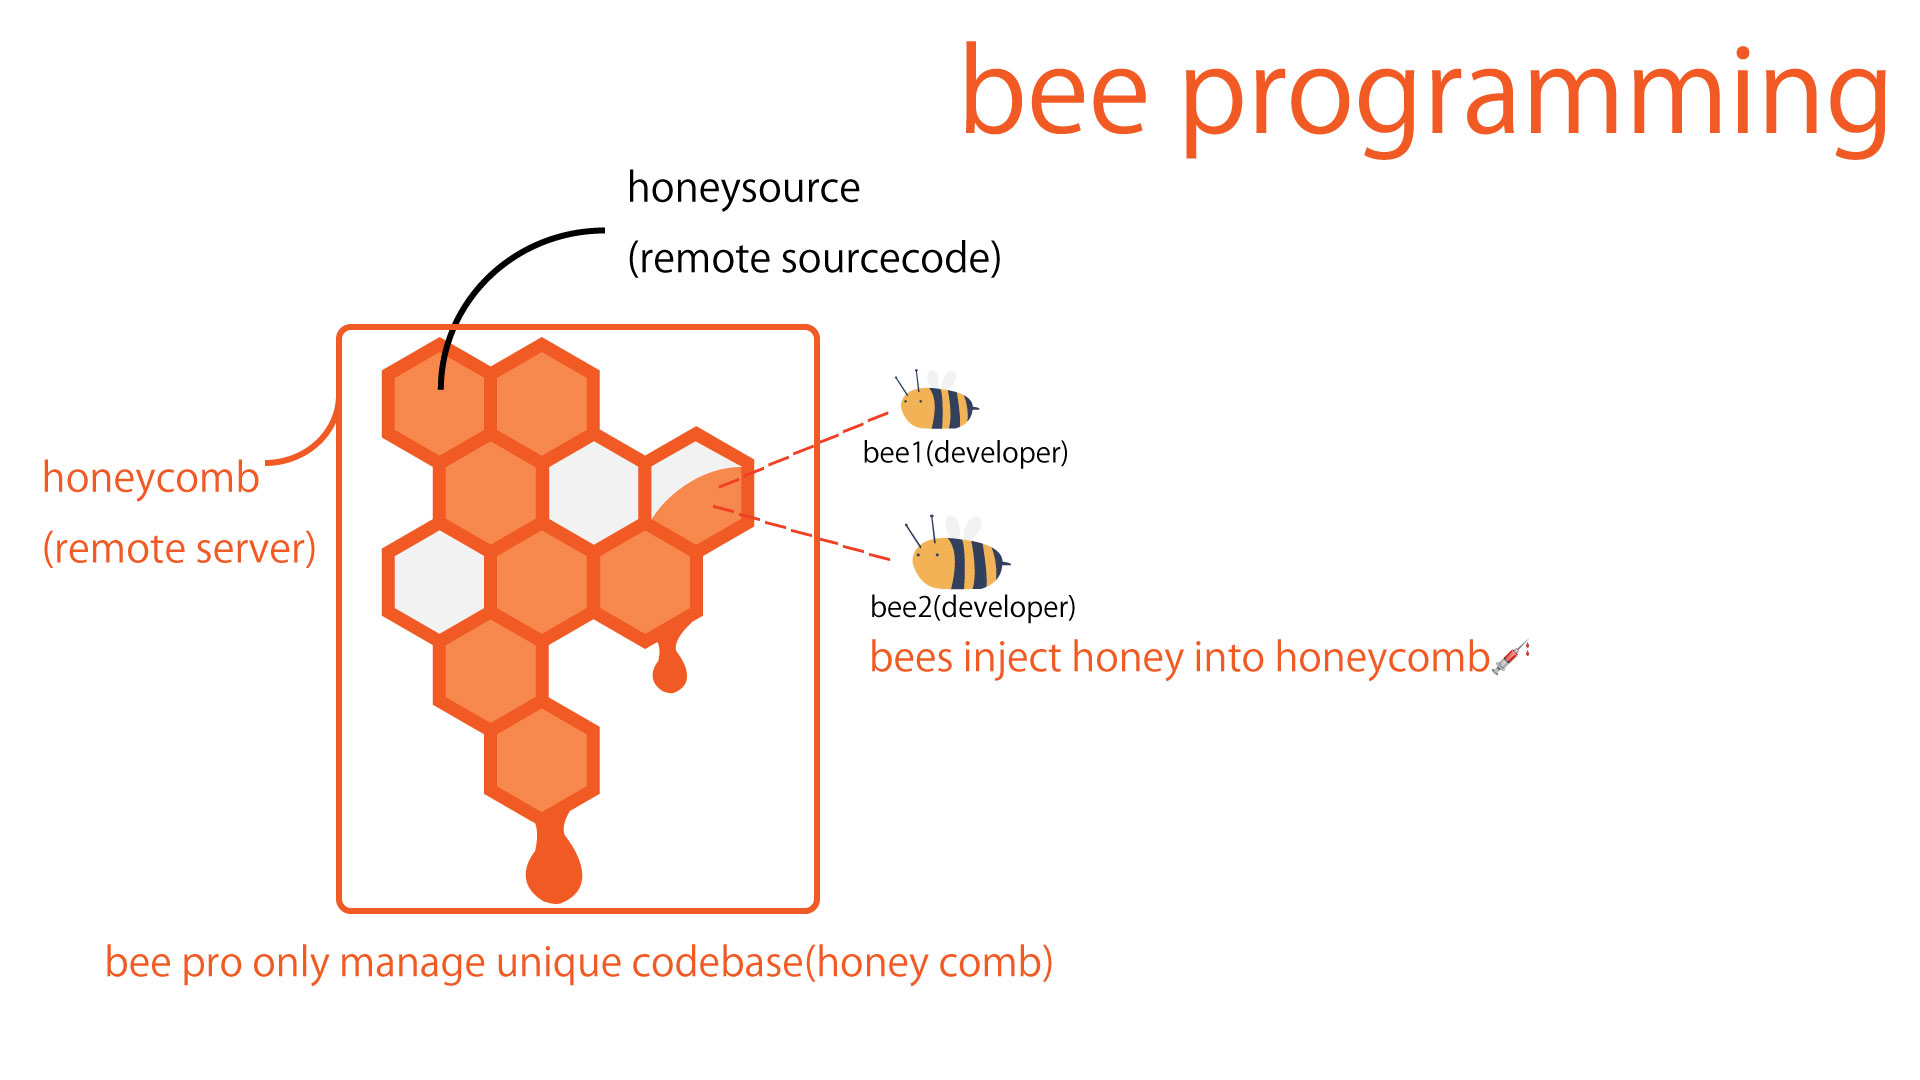 bee programming
honeysource
(remote sourcecode)
honeycomb
(remote server)
bee1(developer)
bee2(developer)
bees inject honey into honeycomb💉
bee pro only manage unique codebase(honey comb)